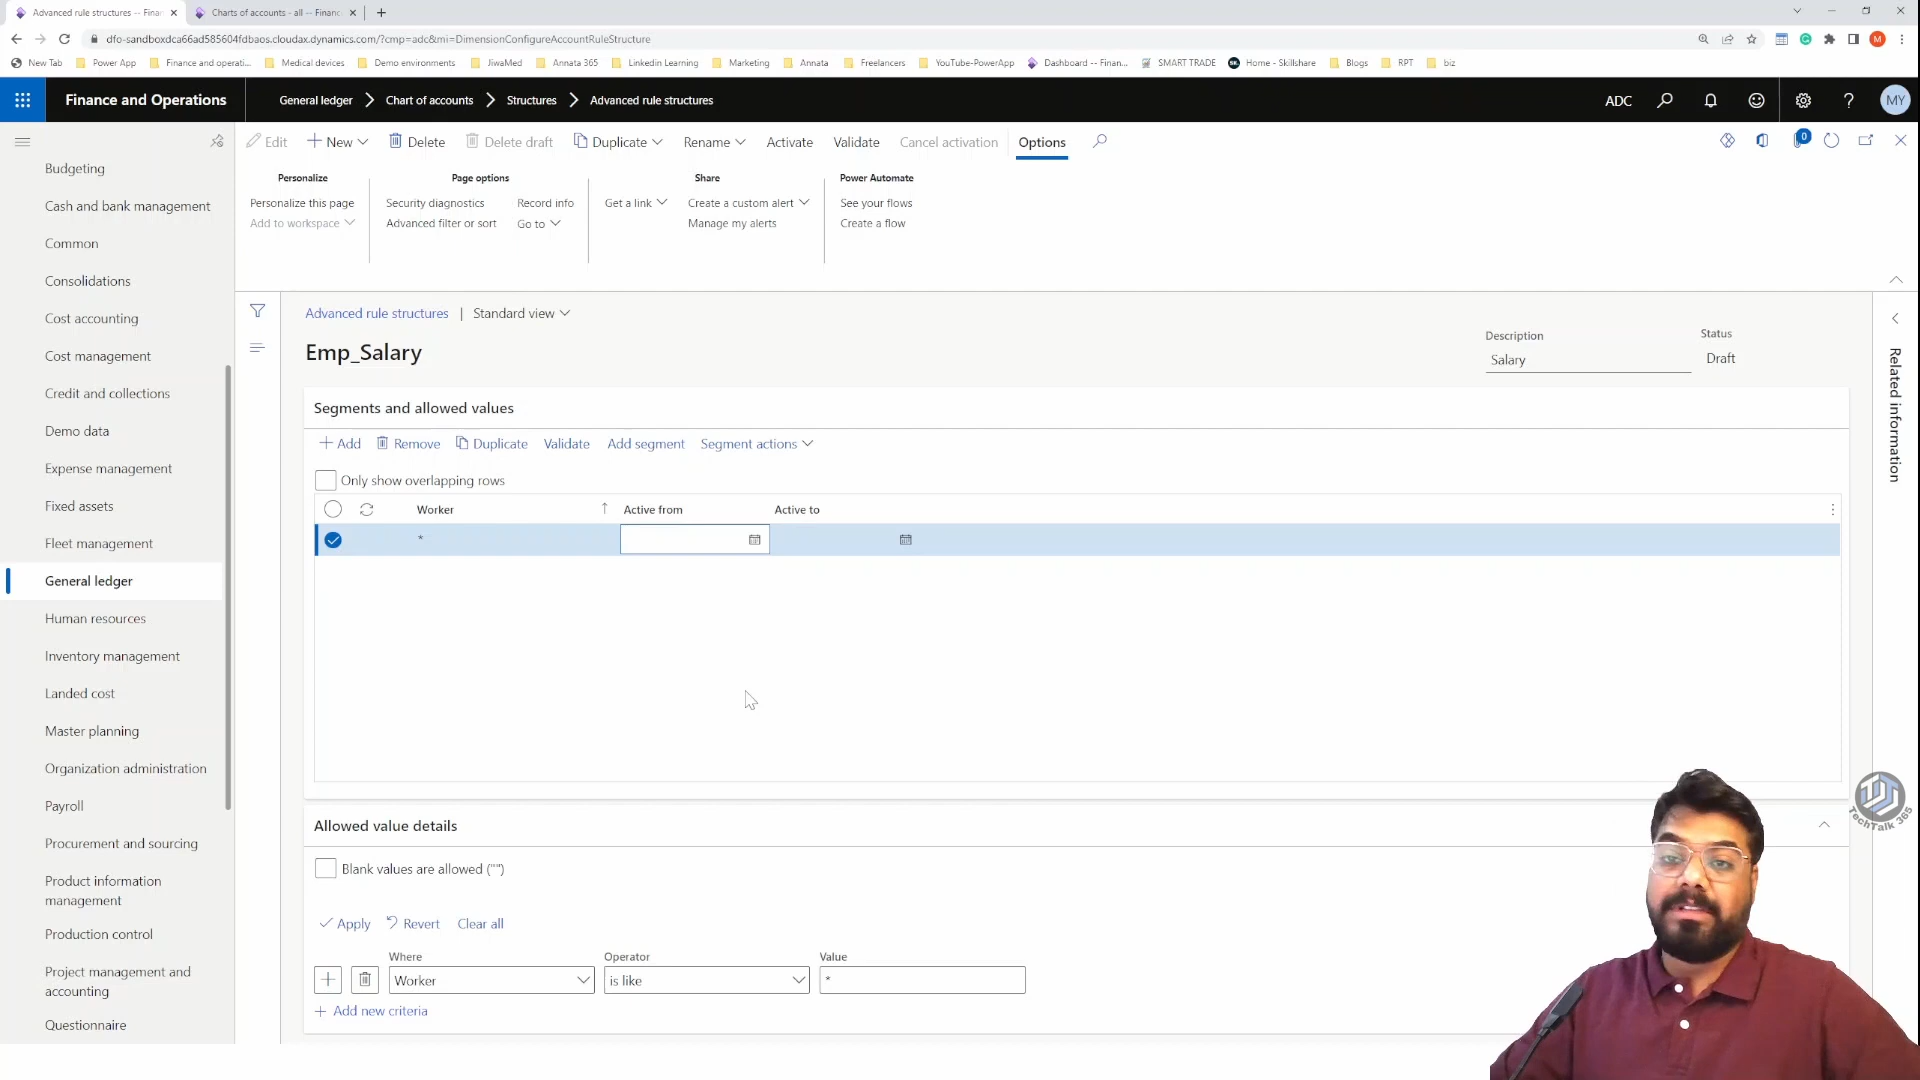 Advanced rule structures -- Finan
Charts of accounts - all -- Financ
dfo-sandboxdca66ad585604fdbaos.cloudax.dynamics.com/?cmp=adc&mi=DimensionConfigureAccountRuleStructure
New Tab
Power App
Finance and operati...
Medical devices
Demo environments
JiwaMed
Annata 365
Linkedin Learning
Marketing
Annata
Freelancers
YouTube-PowerApp
Dashboard -- Finan...
SMART TRADE
Home - Skillshare
Blogs
RPT
biz
Finance and Operations
General ledger
Chart of accounts
Structures
Advanced rule structures
ADC
MY
Edit
New
Delete
Delete draft
Duplicate
Rename
Activate
Validate
Cancel activation
Options
0
Personalize
Personalize this page
Add to workspace
Page options
Security diagnostics
Record info
Advanced filter or sort
Go to
Share
Get a link
Create a custom alert
Manage my alerts
Power Automate
See your flows
Create a flow
Budgeting
Cash and bank management
Common
Consolidations
Cost accounting
Cost management
Credit and collections
Demo data
Expense management
Fixed assets
Fleet management
General ledger
Human resources
Inventory management
Landed cost
Master planning
Organization administration
Payroll
Procurement and sourcing
Product information
management
Production control
Project management and
accounting
Questionnaire
Advanced rule structures | Standard view
Emp_Salary
Description
Salary
Status
Draft
Related information
Segments and allowed values
Add
Remove
Duplicate
Validate
Add segment
Segment actions
Only show overlapping rows
Worker
Active from
Active to
*
Allowed value details
Blank values are allowed ("")
Apply
Revert
Clear all
Where
Operator
Value
Worker
is like
*
Add new criteria
TechTalk 365
M